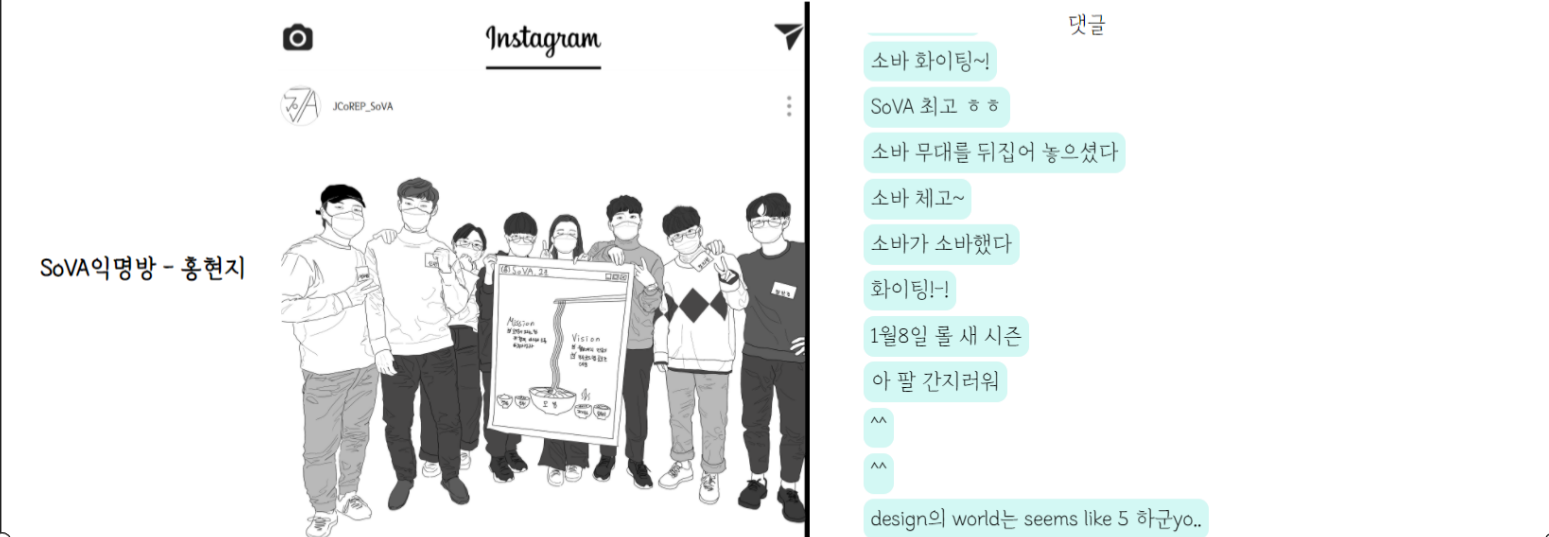 SoVA익명방 - 홍현지
Instagram
JCoREP_SoVA
SoVA
Mission
Vision
댓글
소바 화이팅~!
SoVA 최고 ㅎㅎ
소바 무대를 뒤집어 놓으셨다
소바 체고~
소바가 소바했다
화이팅!-!
1월8일 롤 새 시즌
아 팔 간지러워
^^
^^
design의 world는 seems like 5 하군yo..